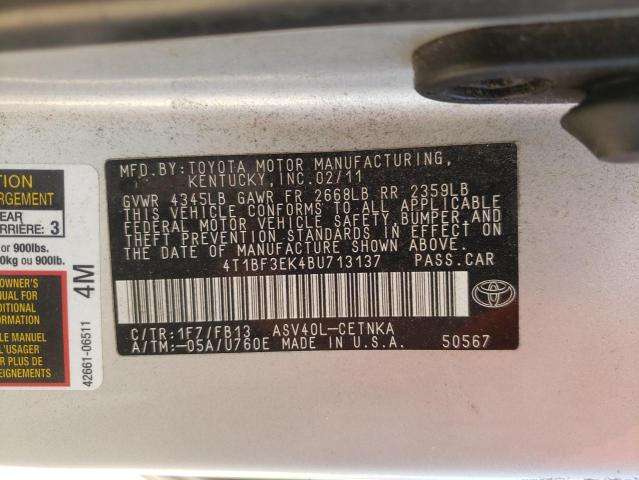 MFD.BY:TOYOTA MOTOR MANUFACTURING,
KENTUCKY,INC.02/11
GVWR 4345LB GAWR FR 2668LB RR 2359LB
THIS VEHICLE CONFORMS TO ALL APPLICABLE
FEDERAL MOTOR VEHICLE SAFETY,BUMPER,AND
THEFT PREVENTION STANDARDS IN EFFECT ON
THE DATE OF MANUFACTURE SHOWN ABOVE.
4T1BF3EK4BU713137 PASS.CAR
C/TR:1F7/FB13 ASV40L-CETNKA
A/TM:-05A/U760E MADE IN U.S.A. 50567
TOYOTA
TION
RGEMENT
EAR
ARRIÈRE: 3
or 900lbs.
0kg ou 900lb.
OWNER'S
NUAL FOR
DITIONAL
ORMATION
LE MANUEL
L'USAGER
R PLUS DE
EIGNEMENTS
4M
42661-06511